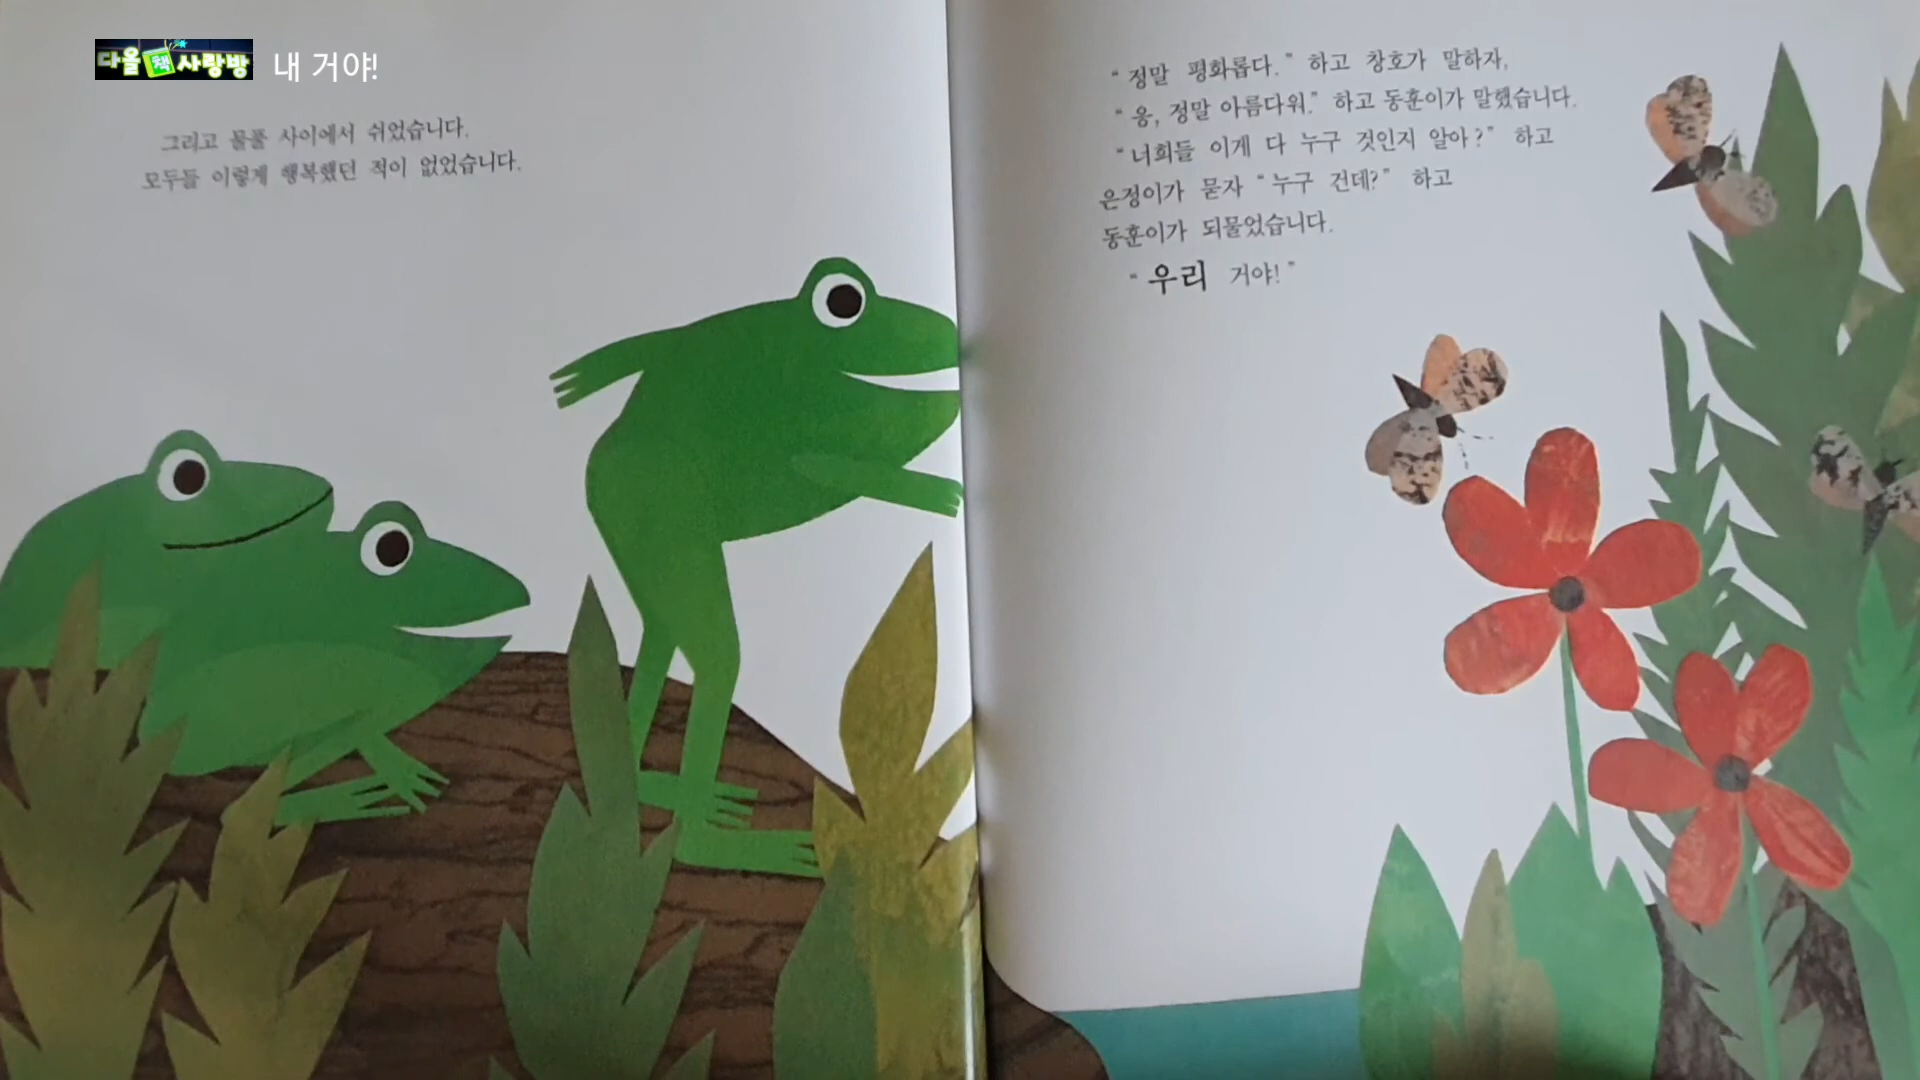 다올책사랑방 내 거야!
그리고 물풀 사이에서 쉬었습니다.
모두들 이렇게 행복했던 적이 없었습니다.
“정말 평화롭다.” 하고 창호가 말하자,
“응, 정말 아름다워.” 하고 동훈이가 말했습니다.
“너희들 이게 다 누구 것인지 알아?” 하고
은정이가 묻자 “누구 건데?” 하고
동훈이가 되물었습니다.
“우리 거야!”